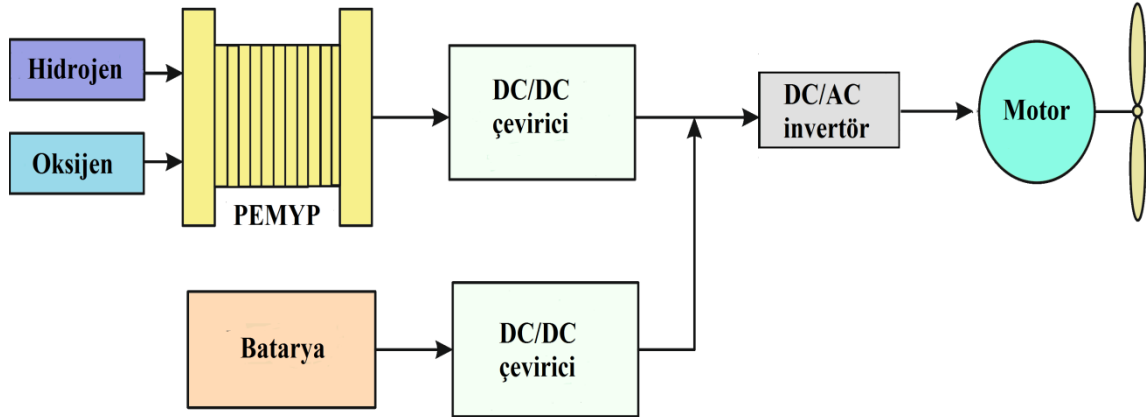 Hidrojen
Oksijen
PEMYP
DC/DC
çevirici
DC/AC
invertör
Motor
Batarya
DC/DC
çevirici